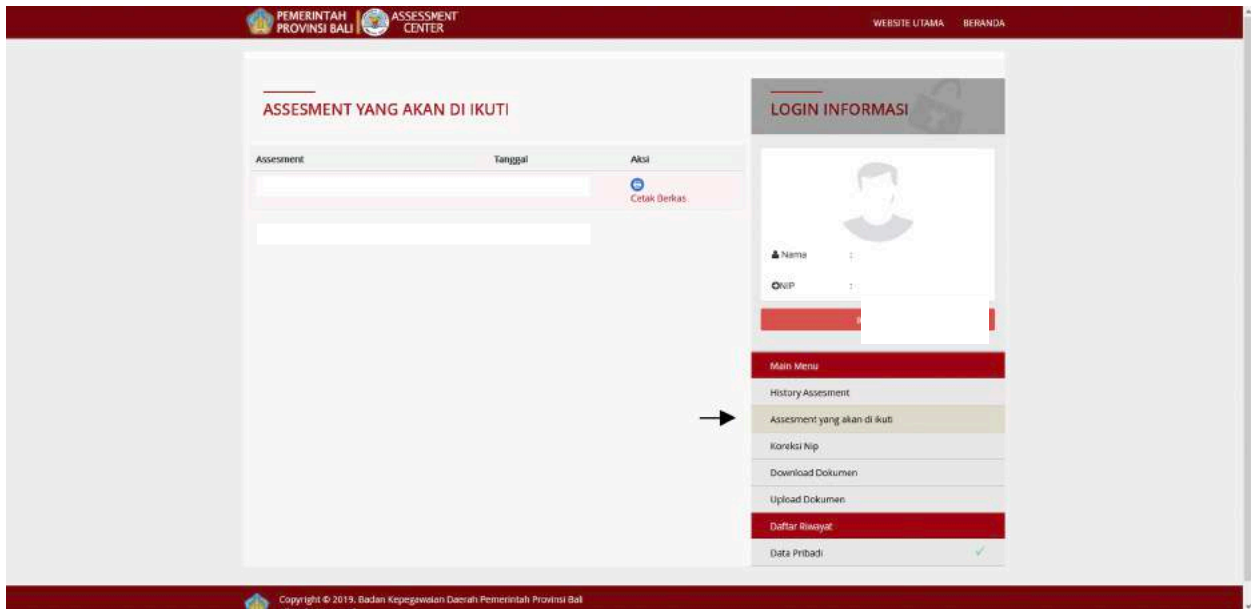 PEMERINTAH
PROVINSI BALI
ASSESSMENT
CENTER
WEBSITE UTAMA BERANDA
ASSESMENT YANG AKAN DI IKUTI
Assesment Tanggal Aksi
Cetak Berkas
LOGIN INFORMASI
Nama :
NIP :
Main Menu
History Assesment
Assesment yang akan di ikuti
Koreksi Nip
Download Dokumen
Upload Dokumen
Daftar Riwayat
Data Pribadi
Copyright © 2019. Badan Kepegawaian Daerah Pemerintah Provinsi Bali